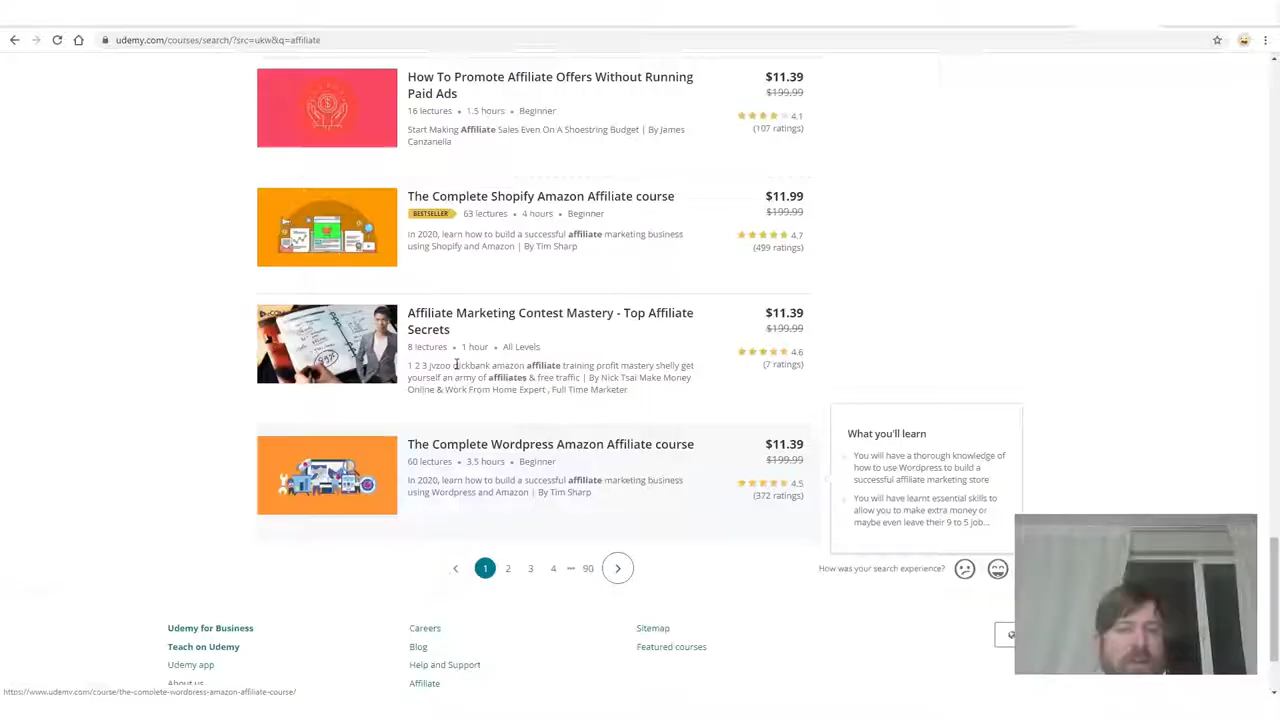 udemy.com/courses/search/?src=ukw&q=affiliate
How To Promote Affiliate Offers Without Running
Paid Ads
16 lectures • 1.5 hours • Beginner
Start Making Affiliate Sales Even On A Shoestring Budget | By James
Canzanella
$11.39
$199.99
4.1
(107 ratings)
The Complete Shopify Amazon Affiliate course
BESTSELLER 63 lectures • 4 hours • Beginner
In 2020, learn how to build a successful affiliate marketing business
using Shopify and Amazon | By Tim Sharp
$11.99
$199.99
4.7
(499 ratings)
Affiliate Marketing Contest Mastery - Top Affiliate
Secrets
8 lectures • 1 hour • All Levels
1 2 3 jvzoo clickbank amazon affiliate training profit mastery shelly get
yourself an army of affiliates & free traffic | By Nick Tsai Make Money
Online & Work From Home Expert , Full Time Marketer
$11.39
$199.99
4.6
(7 ratings)
The Complete Wordpress Amazon Affiliate course
60 lectures • 3.5 hours • Beginner
In 2020, learn how to build a successful affiliate marketing business
using Wordpress and Amazon | By Tim Sharp
$11.39
$199.99
4.5
(372 ratings)
What you'll learn
You will have a thorough knowledge of
how to use Wordpress to build a
successful affiliate marketing store
You will have learnt essential skills to
allow you to make extra money or
maybe even leave their 9 to 5 job...
1 2 3 4 ··· 90
How was your search experience?
Udemy for Business
Teach on Udemy
Udemy app
About us
Careers
Blog
Help and Support
Affiliate
Sitemap
Featured courses
https://www.udemy.com/course/the-complete-wordpress-amazon-affiliate-course/